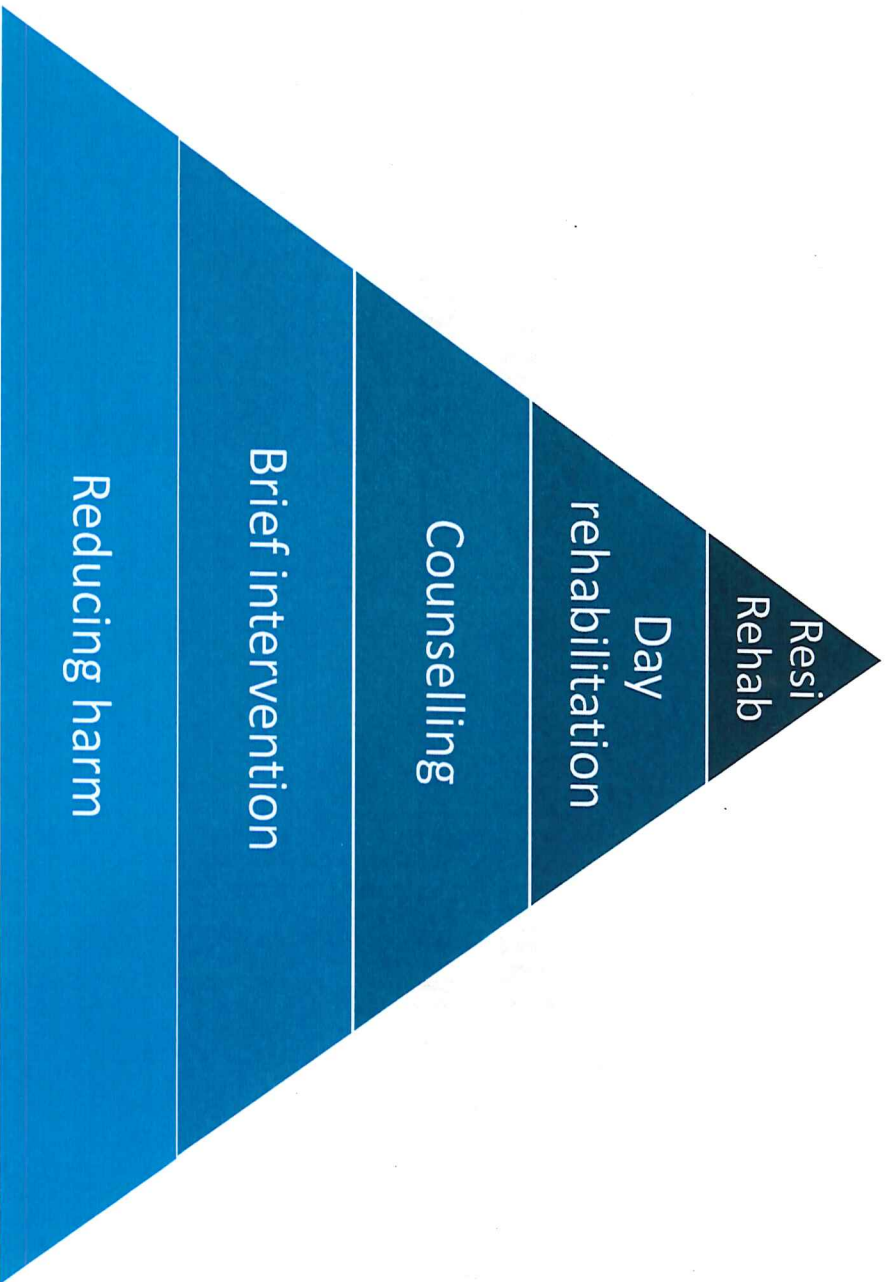 Resi
Rehab
Day
rehabilitation
Counselling
Brief intervention
Reducing harm